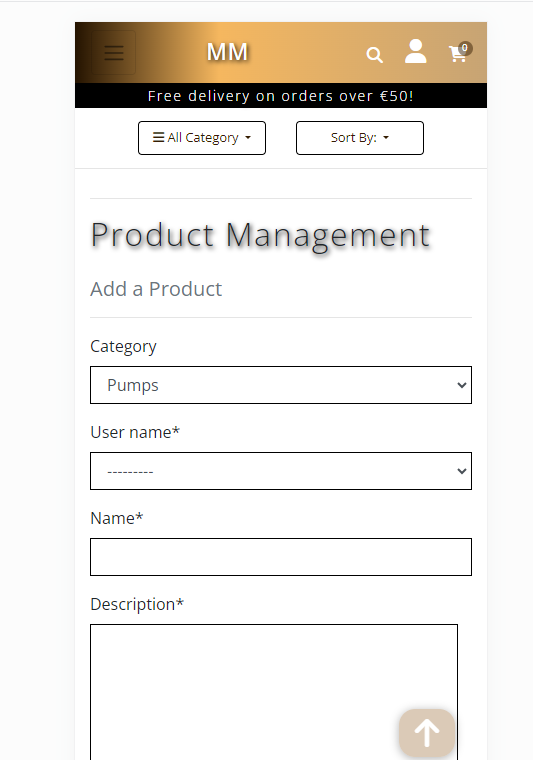 MM
0
Free delivery on orders over €50!
All Category
Sort By:
Product Management
Add a Product
Category
Pumps
User name*
---------
Name*
Description*